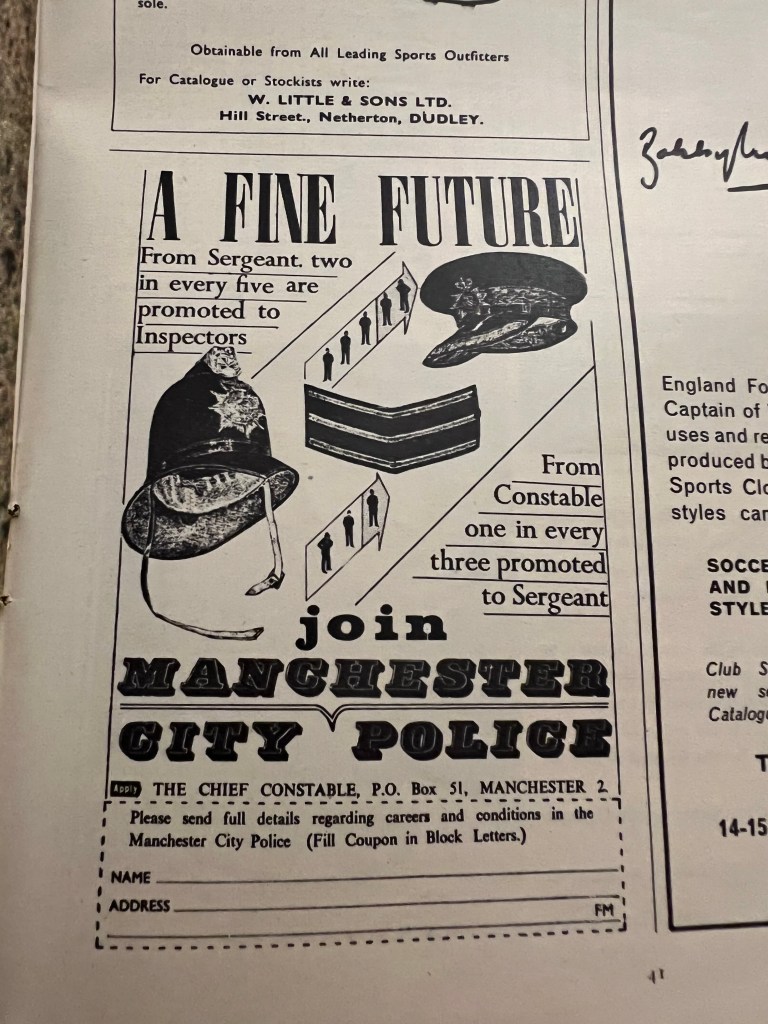 sole.
Obtainable from All Leading Sports Outfitters
For Catalogue or Stockists write:
W. LITTLE & SONS LTD.
Hill Street., Netherton, DUDLEY.
A FINE FUTURE
From Sergeant. two
in every five are
promoted to
Inspectors
From
Constable
one in every
three promoted
to Sergeant
join
MANCHESTER
CITY POLICE
Apply THE CHIEF CONSTABLE, P.O. Box 51, MANCHESTER 2
Please send full details regarding careers and conditions in the
Manchester City Police (Fill Coupon in Block Letters.)
NAME
ADDRESS
FM
England Fo
Captain of
uses and re
produced b
Sports Clo
styles car
SOCCE
AND
STYLE
Club S
new s
Catalog
T
14-15
41